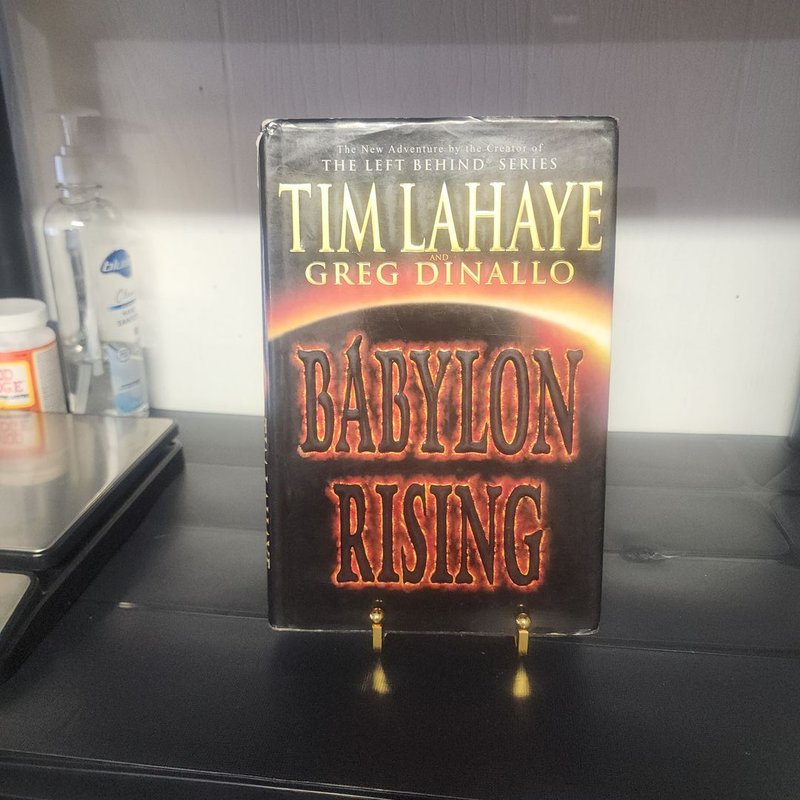 The New Adventure by the Creator of
THE LEFT BEHIND® SERIES
TIM LAHAYE
AND
GREG DINALLO
BABYLON
RISING